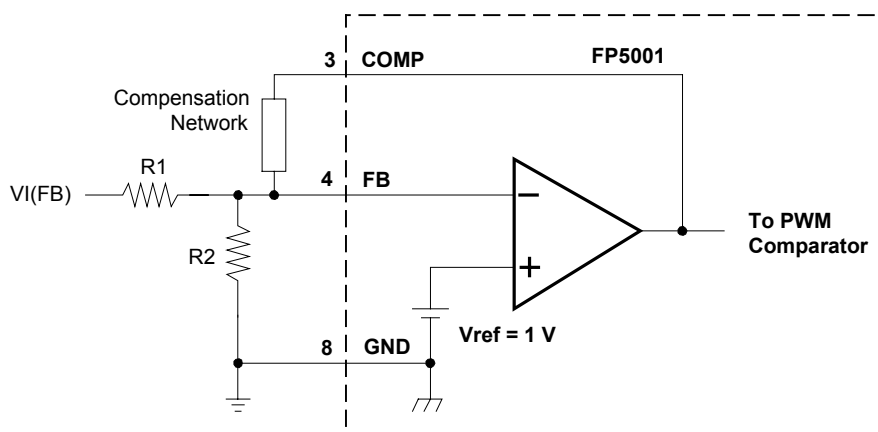 3 COMP FP5001
Compensation
Network
R1
4 FB
VI(FB)
−
R2
To PWM
Comparator
+
Vref = 1 V
8 GND